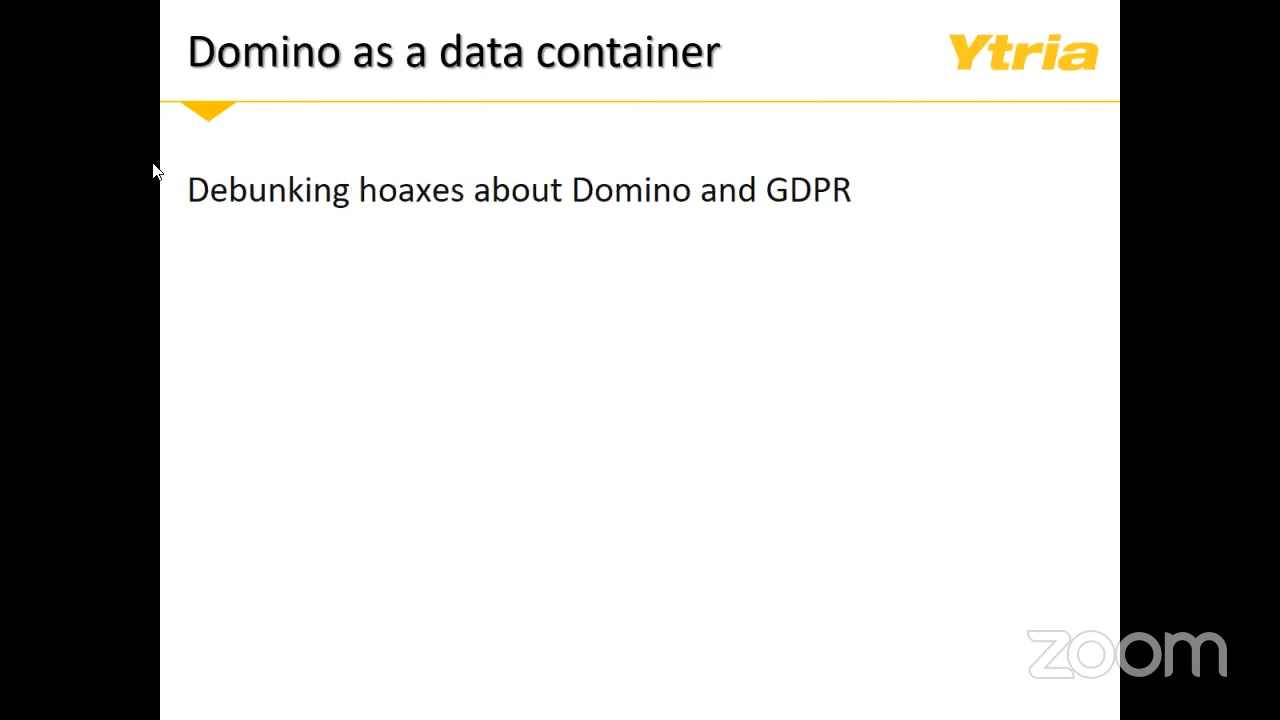 Domino as a data container
Ytria
Debunking hoaxes about Domino and GDPR
zoom